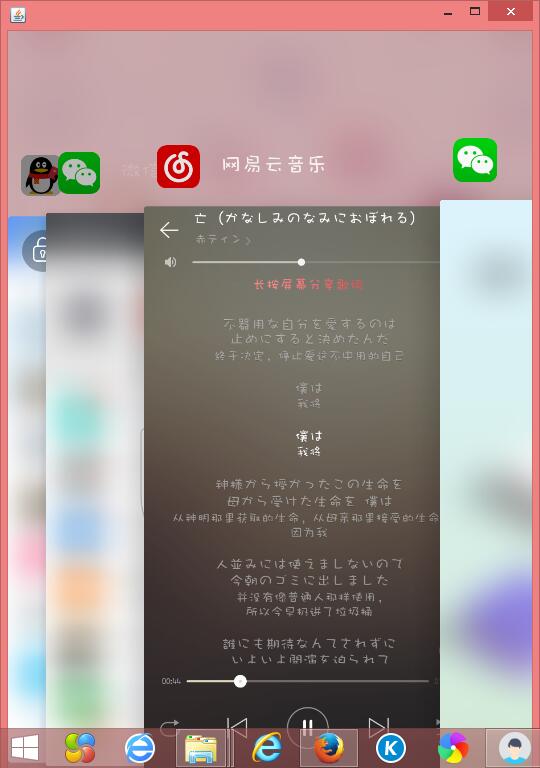 微信
网易云音乐
亡 (かなしみのなみにおぼれる)
赤ティン
长按屏幕分享歌词
不器用な自分を愛するのは
止めにすると決めたんだ
终于决定，停止爱这不中用的自己
僕は
我将
僕は
我将
神様から授かったこの生命を
母から受けた生命を 僕は
从神明那里获取的生命，从母亲那里接受的生命
因为我
人並みには使えましないので
今朝のゴミに出しました
并没有像普通人那样使用，
所以今早扔进了垃圾桶
誰にも期待なんてされずに
いよいよ開演を迫られて
00:44
K